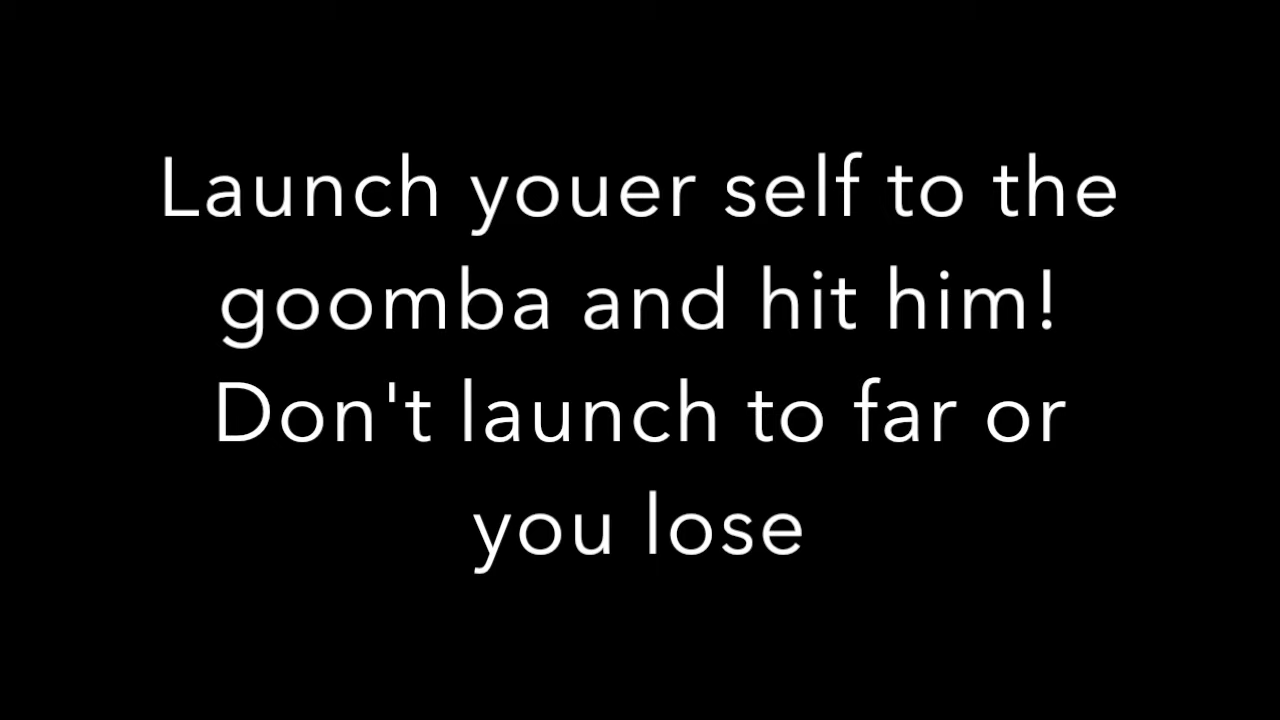 Launch youer self to the
goomba and hit him!
Don't launch to far or
you lose